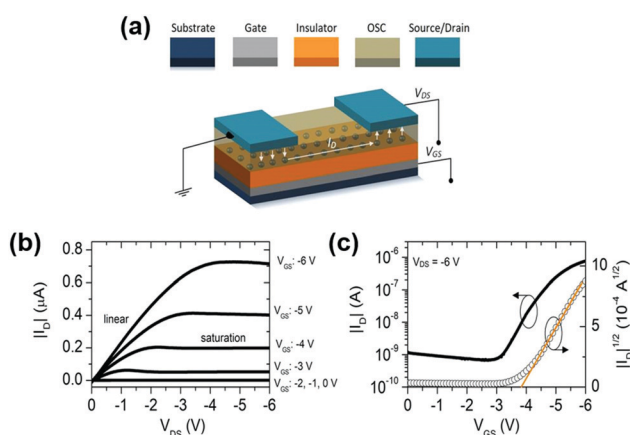 (a)
Substrate Gate Insulator OSC Source/Drain
V_DS
I_D
V_GS
(b)
|I_D| (μA)
0.8
0.6
0.4
0.2
0.0
0 -1 -2 -3 -4 -5 -6
V_DS (V)
linear
saturation
V_GS: -6 V
V_GS: -5 V
V_GS: -4 V
V_GS: -3 V
V_GS: -2, -1, 0 V
(c)
V_DS = -6 V
|I_D| (A)
10^-6
10^-7
10^-8
10^-9
10^-10
0 -1 -2 -3 -4 -5 -6
V_GS (V)
10
5
0
|I_D|^1/2 (10^-4 A^1/2)